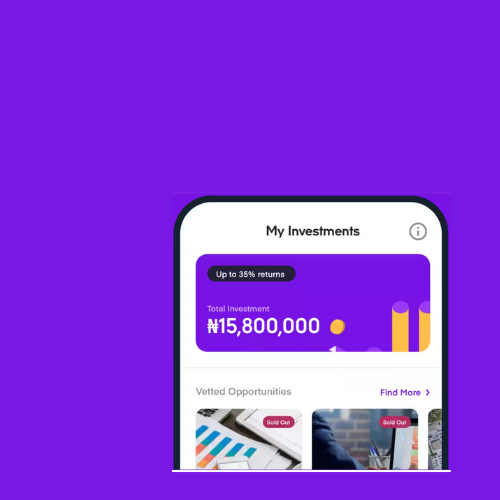 My Investments
Up to 35% returns
Total Investment
₦15,800,000
Vetted Opportunities
Find More
Sold Out
Sold Out